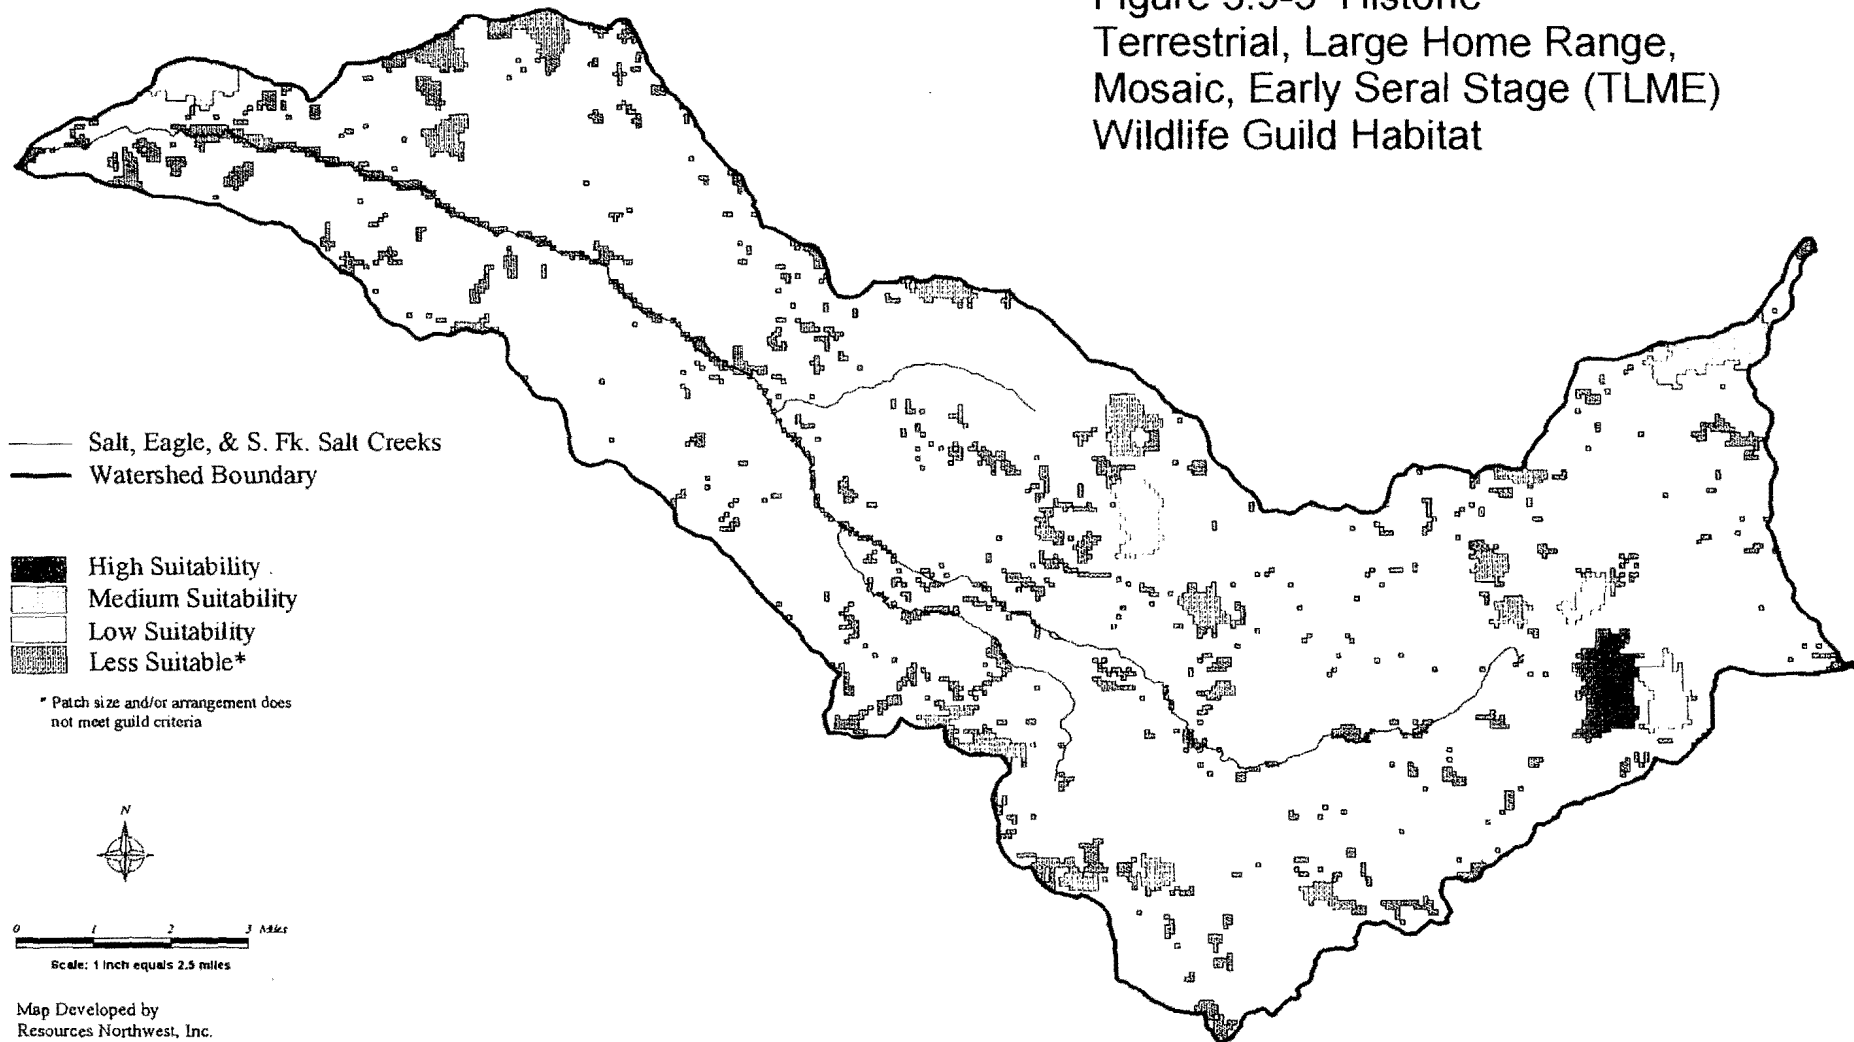 Figure 3.9-5 Historic
Terrestrial, Large Home Range,
Mosaic, Early Seral Stage (TLME)
Wildlife Guild Habitat
Salt, Eagle, & S. Fk. Salt Creeks
Watershed Boundary
High Suitability
Medium Suitability
Low Suitability
Less Suitable*
* Patch size and/or arrangement does
not meet guild criteria
N
0 1 2 3 Miles
Scale: 1 inch equals 2.5 miles
Map Developed by
Resources Northwest, Inc.